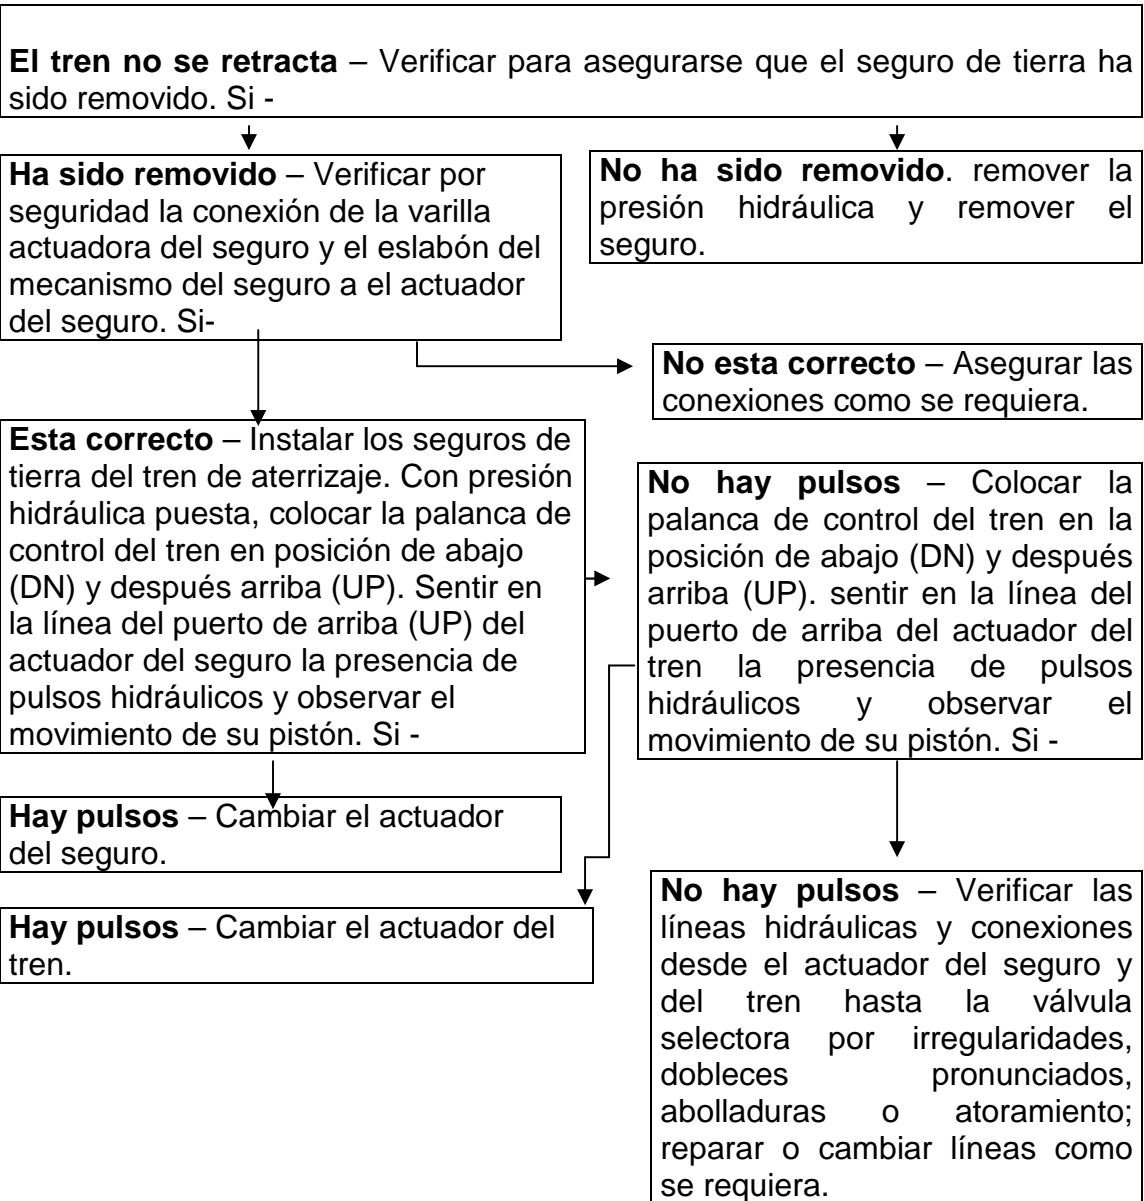 El tren no se retracta – Verificar para asegurarse que el seguro de tierra ha
sido removido. Si -
Ha sido removido – Verificar por
seguridad la conexión de la varilla
actuadora del seguro y el eslabón del
mecanismo del seguro a el actuador
del seguro. Si-
No ha sido removido. remover la
presión hidráulica y remover el
seguro.
No esta correcto – Asegurar las
conexiones como se requiera.
Esta correcto – Instalar los seguros de
tierra del tren de aterrizaje. Con presión
hidráulica puesta, colocar la palanca de
control del tren en posición de abajo
(DN) y después arriba (UP). Sentir en
la línea del puerto de arriba (UP) del
actuador del seguro la presencia de
pulsos hidráulicos y observar el
movimiento de su pistón. Si -
No hay pulsos – Colocar la
palanca de control del tren en la
posición de abajo (DN) y después
arriba (UP). sentir en la línea del
puerto de arriba del actuador del
tren la presencia de pulsos
hidráulicos y observar el
movimiento de su pistón. Si -
Hay pulsos – Cambiar el actuador
del seguro.
Hay pulsos – Cambiar el actuador del
tren.
No hay pulsos – Verificar las
líneas hidráulicas y conexiones
desde el actuador del seguro y
del tren hasta la válvula
selectora por irregularidades,
dobleces pronunciados,
abolladuras o atoramiento;
reparar o cambiar líneas como
se requiera.